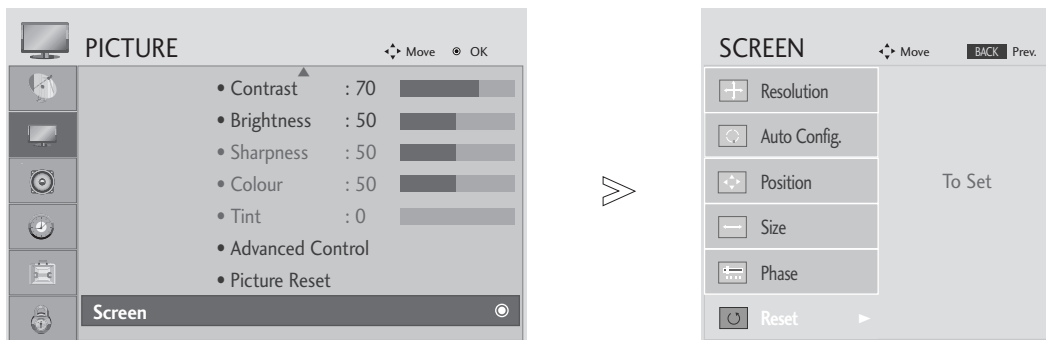 PICTURE
Move OK
• Contrast : 70
• Brightness : 50
• Sharpness : 50
• Colour : 50
• Tint : 0
• Advanced Control
• Picture Reset
Screen
SCREEN
Move BACK Prev.
Resolution
Auto Config.
Position
Size
Phase
Reset
To Set